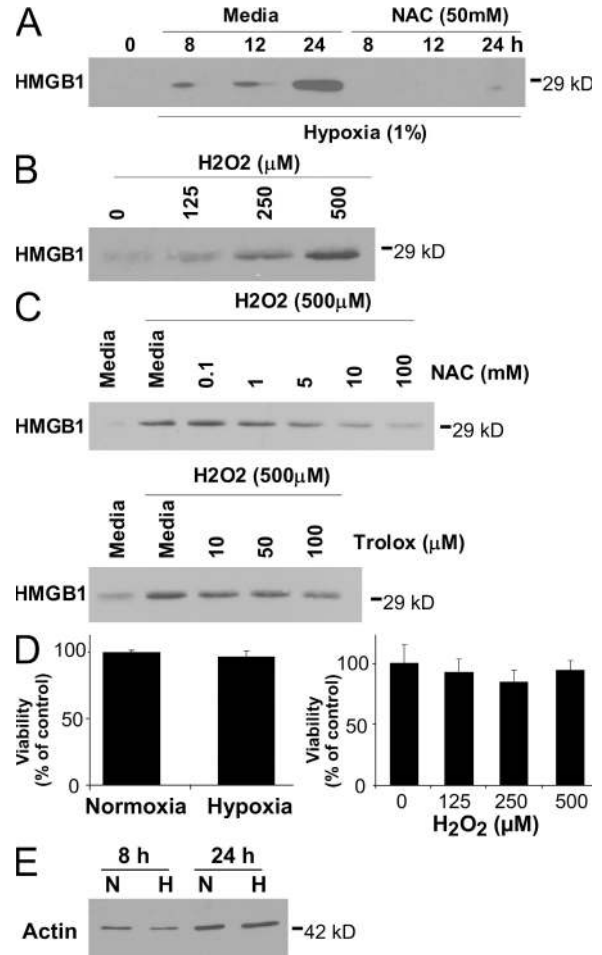 A
Media NAC (50mM)
0 8 12 24 8 12 24 h
HMGB1 29 kD
Hypoxia (1%)
B
H2O2 (μM)
0 125 250 500
HMGB1 29 kD
C
H2O2 (500μM)
Media Media 0.1 1 5 10 100 NAC (mM)
HMGB1 29 kD
H2O2 (500μM)
Media Media 10 50 100 Trolox (μM)
HMGB1 29 kD
D
Viability
(% of control)
100
50
0
Normoxia Hypoxia
Viability
(% of control)
100
50
0
0 125 250 500
H₂O₂ (μM)
E
8 h 24 h
N H N H
Actin 42 kD